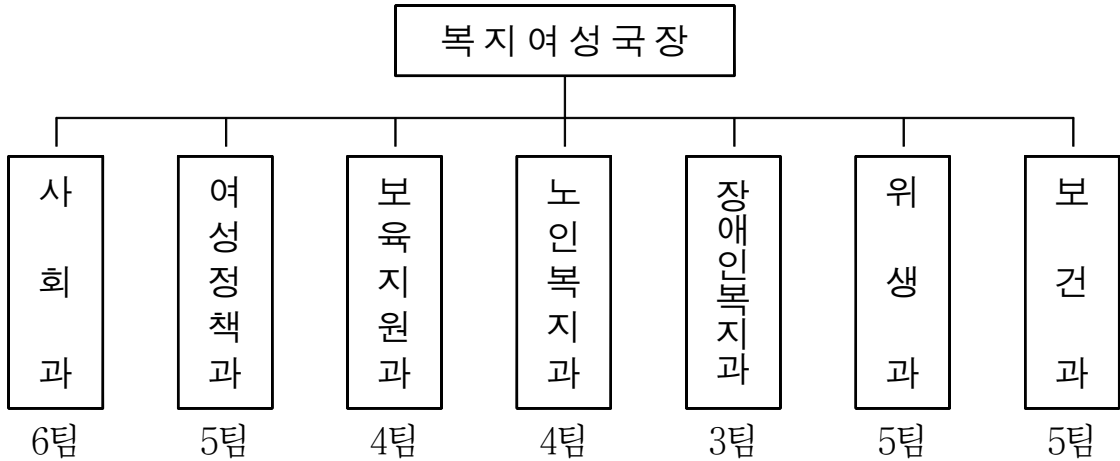 복지여성국장
사회과
여성정책과
보육지원과
노인복지과
장애인복지과
위생과
보건과
6팀
5팀
4팀
4팀
3팀
5팀
5팀